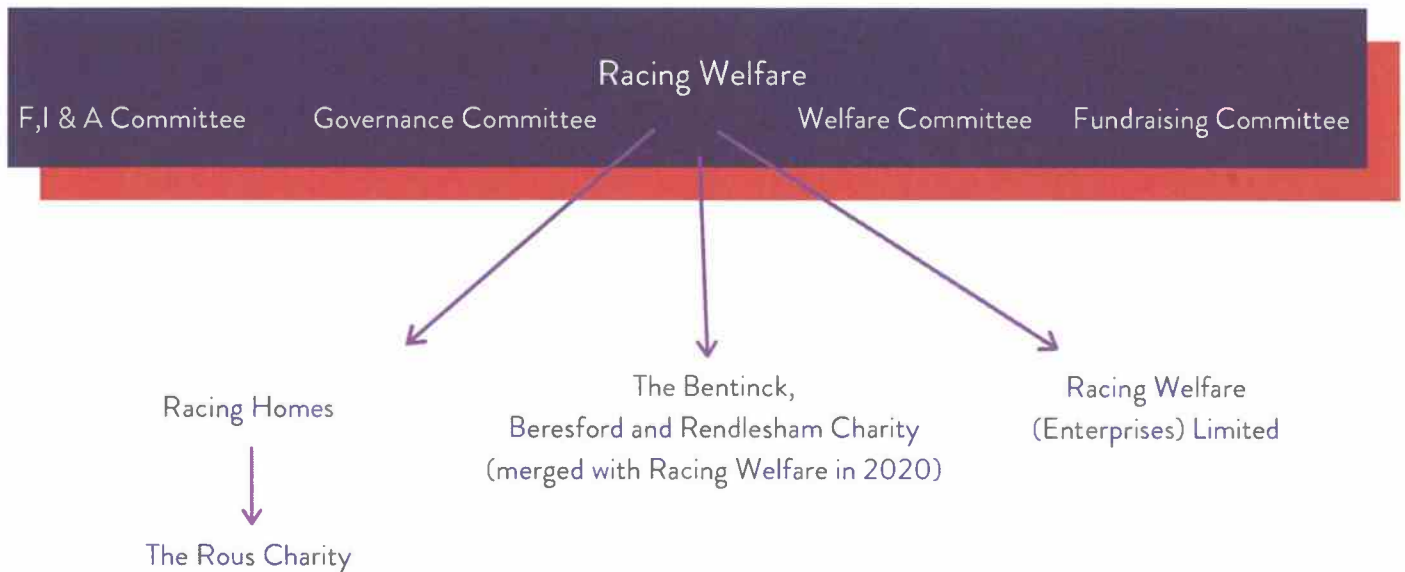 Racing Welfare
F,I & A Committee Governance Committee Welfare Committee Fundraising Committee
Racing Homes
The Rous Charity
The Bentinck,
Beresford and Rendlesham Charity
(merged with Racing Welfare in 2020)
Racing Welfare
(Enterprises) Limited